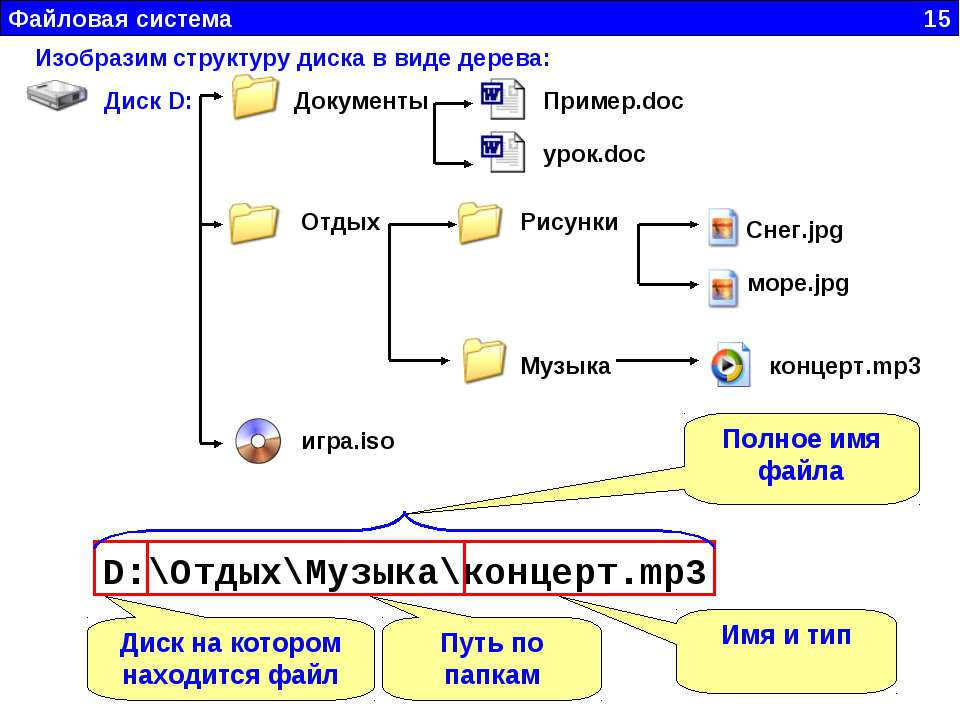 Файловая система 15
Изобразим структуру диска в виде дерева:
Диск D: Документы Пример.doc
урок.doc
Отдых Рисунки Снег.jpg
море.jpg
Музыка концерт.mp3
игра.iso
Полное имя
файла
D:\Отдых\Музыка\концерт.mp3
Диск на котором
находится файл
Путь по
папкам
Имя и тип